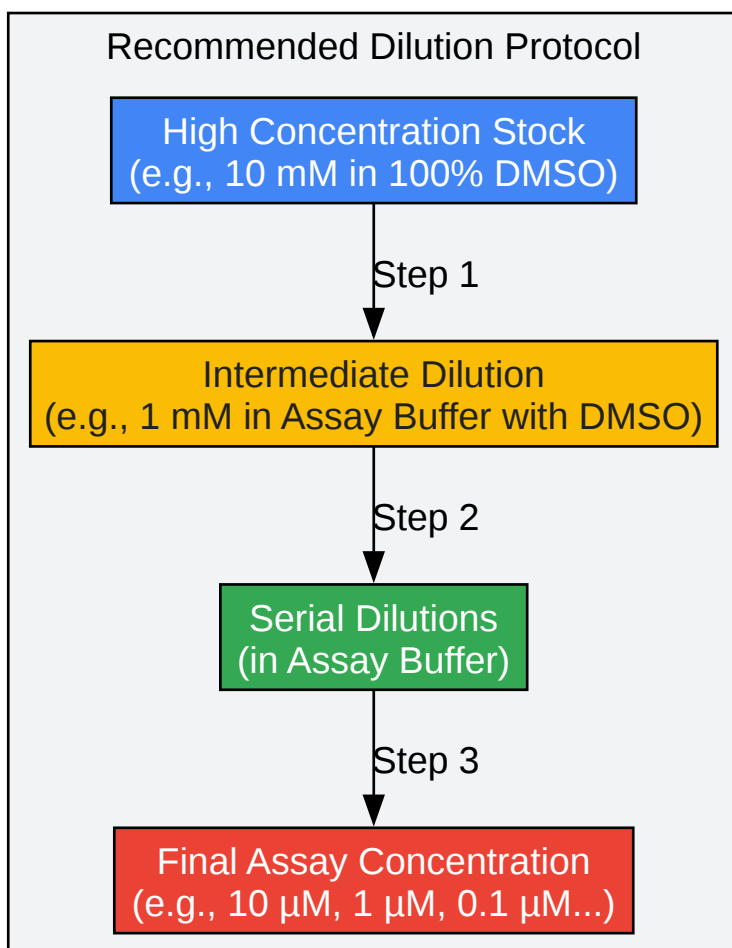 Recommended Dilution Protocol
High Concentration Stock
(e.g., 10 mM in 100% DMSO)
Step 1
Intermediate Dilution
(e.g., 1 mM in Assay Buffer with DMSO)
Step 2
Serial Dilutions
(in Assay Buffer)
Step 3
Final Assay Concentration
(e.g., 10 µM, 1 µM, 0.1 µM...)